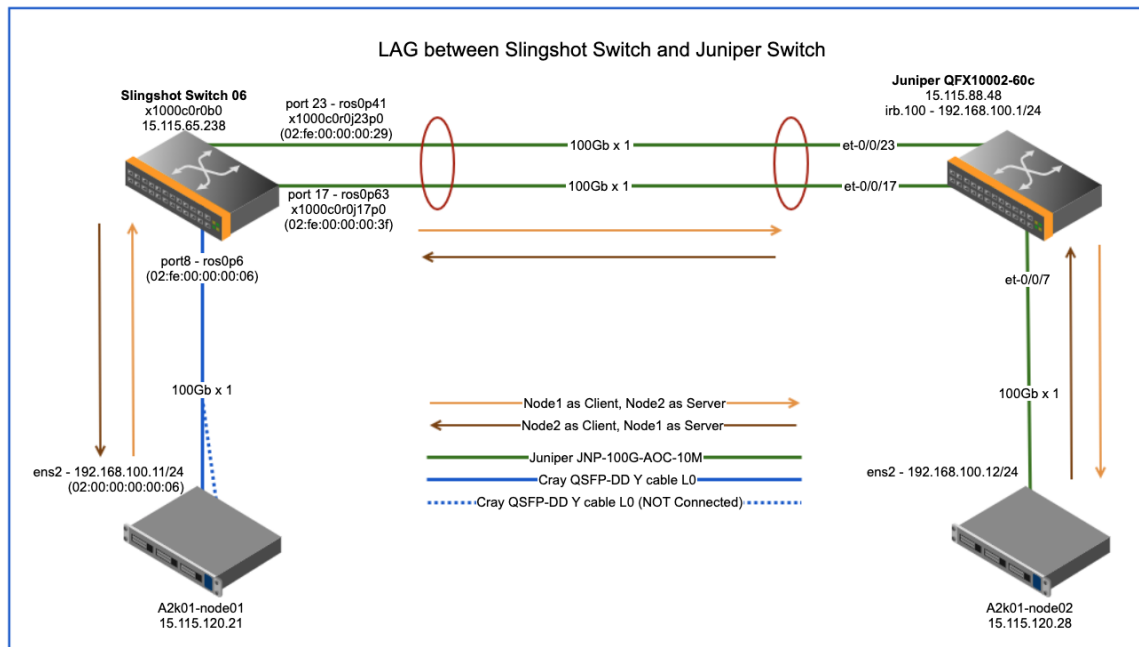 LAG between Slingshot Switch and Juniper Switch
Slingshot Switch 06
x1000c0r0b0
15.115.65.238
port 23 - ros0p41
x1000c0r0j23p0
(02:fe:00:00:00:29)
Juniper QFX10002-60c
15.115.88.48
irb.100 - 192.168.100.1/24
100Gb x 1
et-0/0/23
100Gb x 1
et-0/0/17
port 17 - ros0p63
x1000c0r0j17p0
(02:fe:00:00:00:3f)
port8 - ros0p6
(02:fe:00:00:00:06)
et-0/0/7
100Gb x 1
100Gb x 1
Node1 as Client, Node2 as Server
Node2 as Client, Node1 as Server
Juniper JNP-100G-AOC-10M
Cray QSFP-DD Y cable L0
Cray QSFP-DD Y cable L0 (NOT Connected)
ens2 - 192.168.100.11/24
(02:00:00:00:00:06)
ens2 - 192.168.100.12/24
A2k01-node01
15.115.120.21
A2k01-node02
15.115.120.28